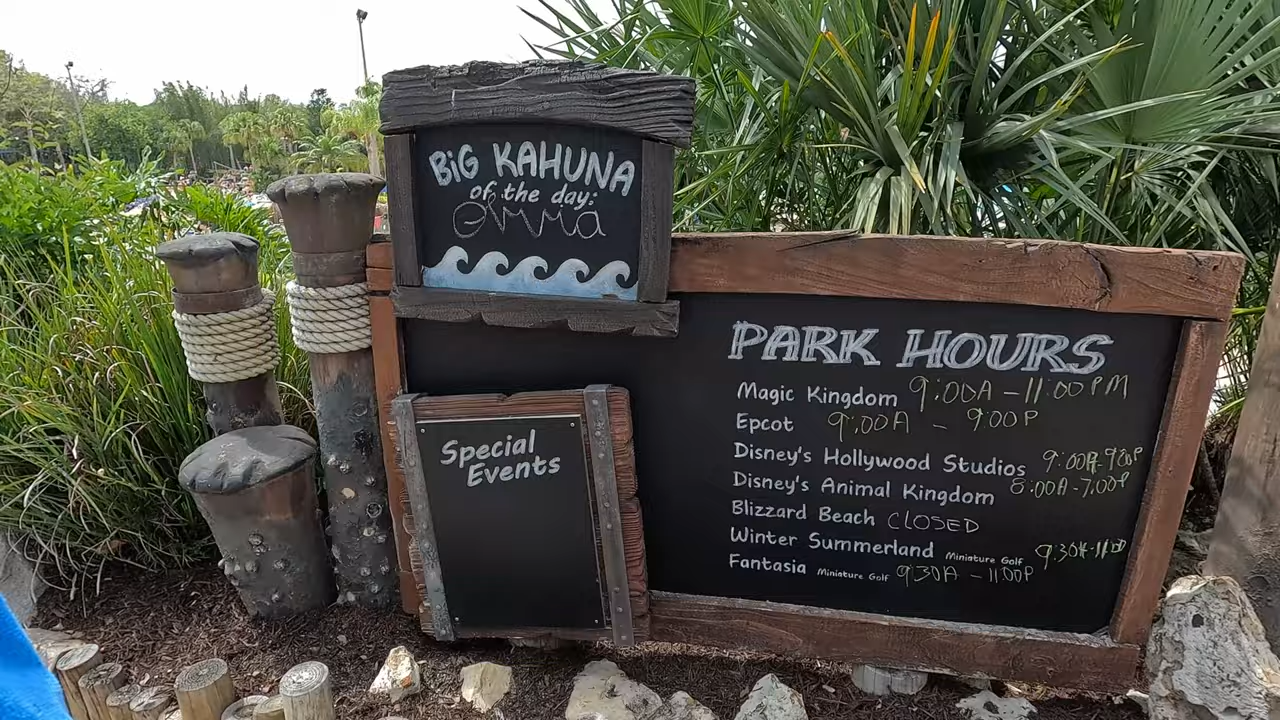 BiG KAHUNA
of the day:
emma
Special
Events
PARK HOURS
Magic Kingdom 9:00A - 11:00PM
Epcot 9:00A - 9:00P
Disney's Hollywood Studios 9:00A-9:00P
Disney's Animal Kingdom 8:00A-7:00P
Blizzard Beach CLOSED
Winter Summerland Miniature Golf 9:30A-11:00
Fantasia Miniature Golf 9:30A - 11:00P